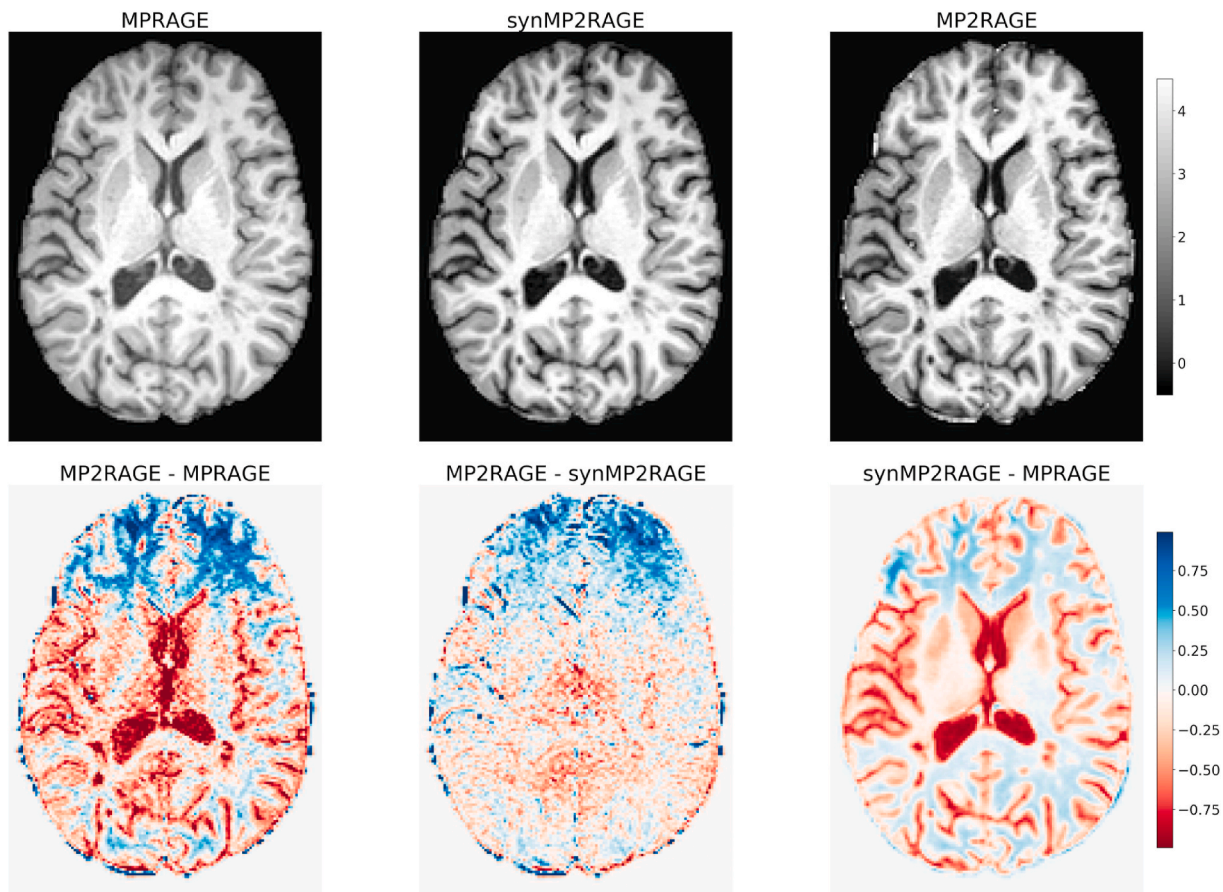 MPRAGE
synMP2RAGE
MP2RAGE
4
3
2
1
0
MP2RAGE - MPRAGE
MP2RAGE - synMP2RAGE
synMP2RAGE - MPRAGE
0.75
0.50
0.25
0.00
−0.25
−0.50
−0.75